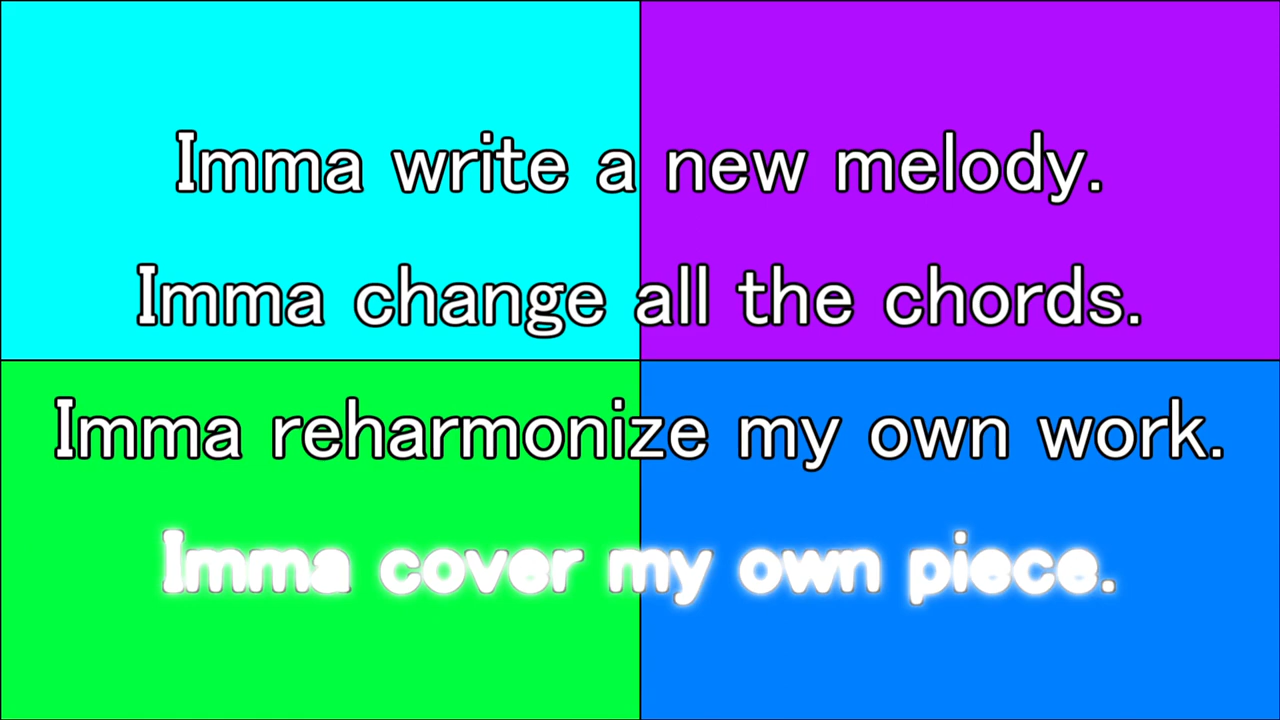 Imma write a new melody.
Imma change all the chords.
Imma reharmonize my own work.
Imma cover my own piece.